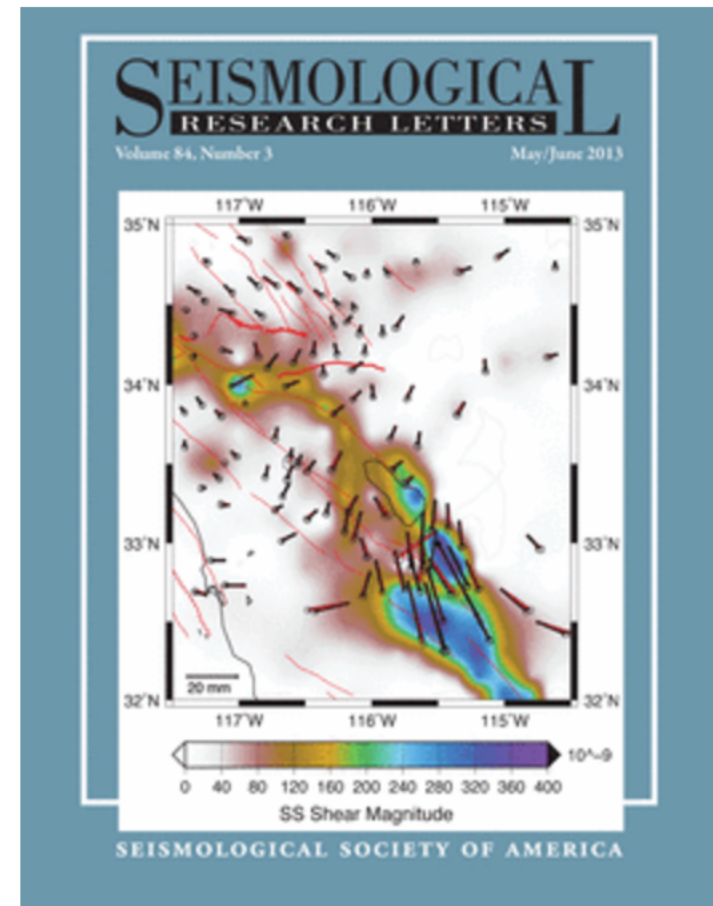 SEISMOLOGICAL
RESEARCH LETTERS
Volume 84, Number 3 May/June 2013
117°W 116°W 115°W
35°N 35°N
34°N 34°N
33°N 33°N
20 mm
32°N 32°N
117°W 116°W 115°W
10^-9
0 40 80 120 160 200 240 280 320 360 400
SS Shear Magnitude
SEISMOLOGICAL SOCIETY OF AMERICA